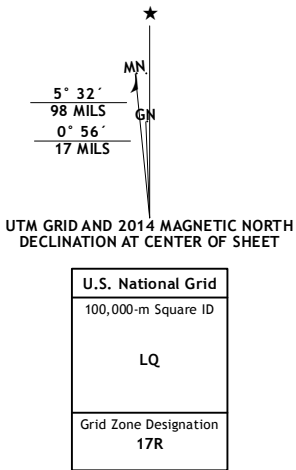 ★
MN.
5° 32´
98 MILS
GN
0° 56´
17 MILS
UTM GRID AND 2014 MAGNETIC NORTH
DECLINATION AT CENTER OF SHEET
U.S. National Grid
100,000-m Square ID
LQ
Grid Zone Designation
17R